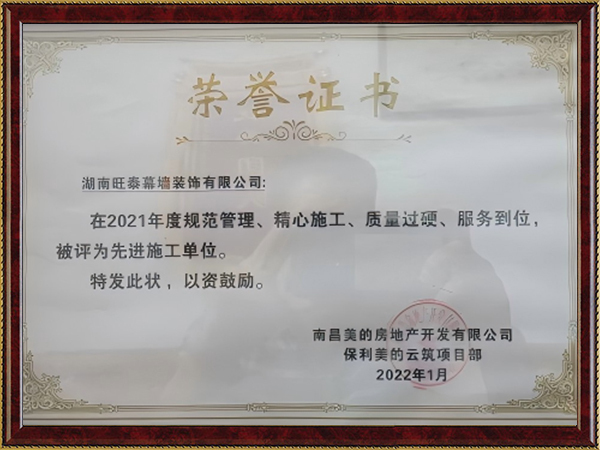 荣誉证书
湖南旺泰幕墙装饰有限公司:
在2021年度规范管理、精心施工、质量过硬、服务到位，
被评为先进施工单位。
特发此状，以资鼓励。
南昌美的房地产开发有限公司
保利美的云筑项目部
2022年1月